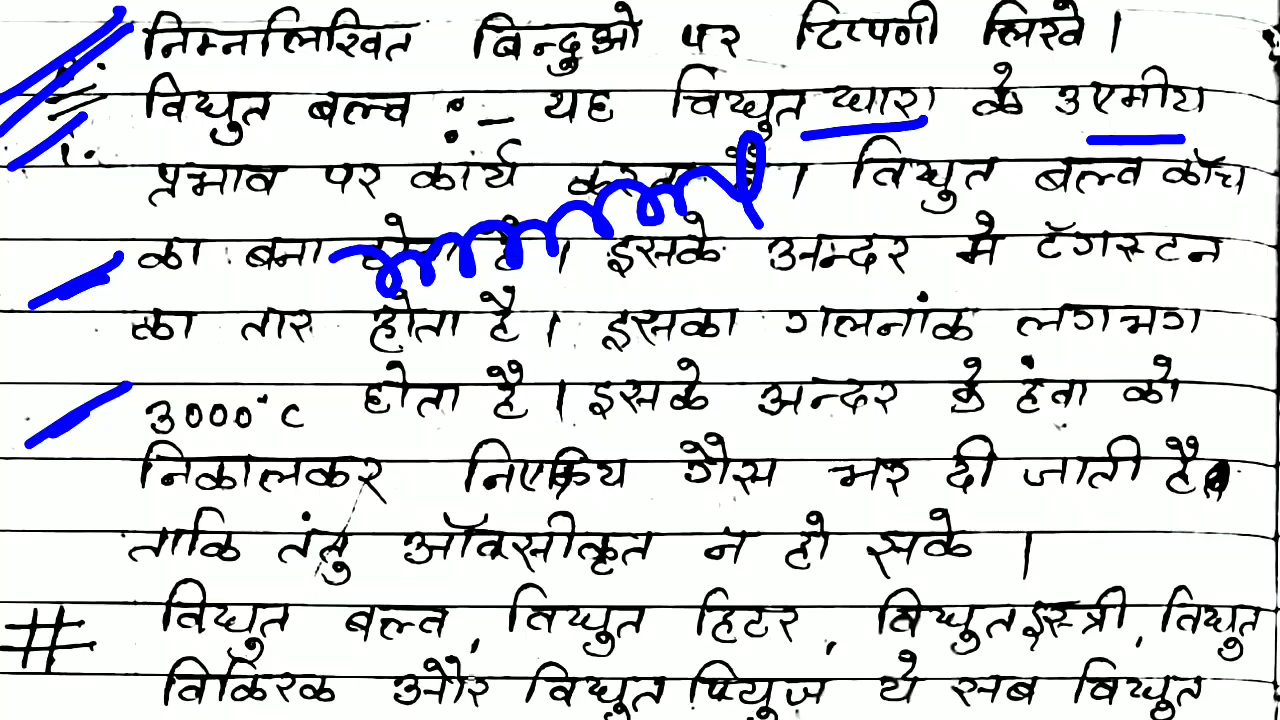 निम्नलिखित बिन्दुओ पर टिप्पणी लिखे।
विद्युत बल्व :- यह विद्युत धारा के उष्मीय
प्रभाव पर कार्य करता है। विद्युत बल्व काँच
का बना होता है। इसके अन्दर मे टँगस्टन
का तार होता है। इसका गलनांक लगभग
3000°C होता है। इसके अन्दर के हंवा को
निकालकर निष्क्रिय गैस भर दी जाती है।
ताकि तंतु ऑक्सीकृत न हो सके।
# विद्युत बल्व, विद्युत हिटर, विद्युत इस्त्री, विद्युत
विकिरक और विद्युत फ्यिुज ये सब विद्युत